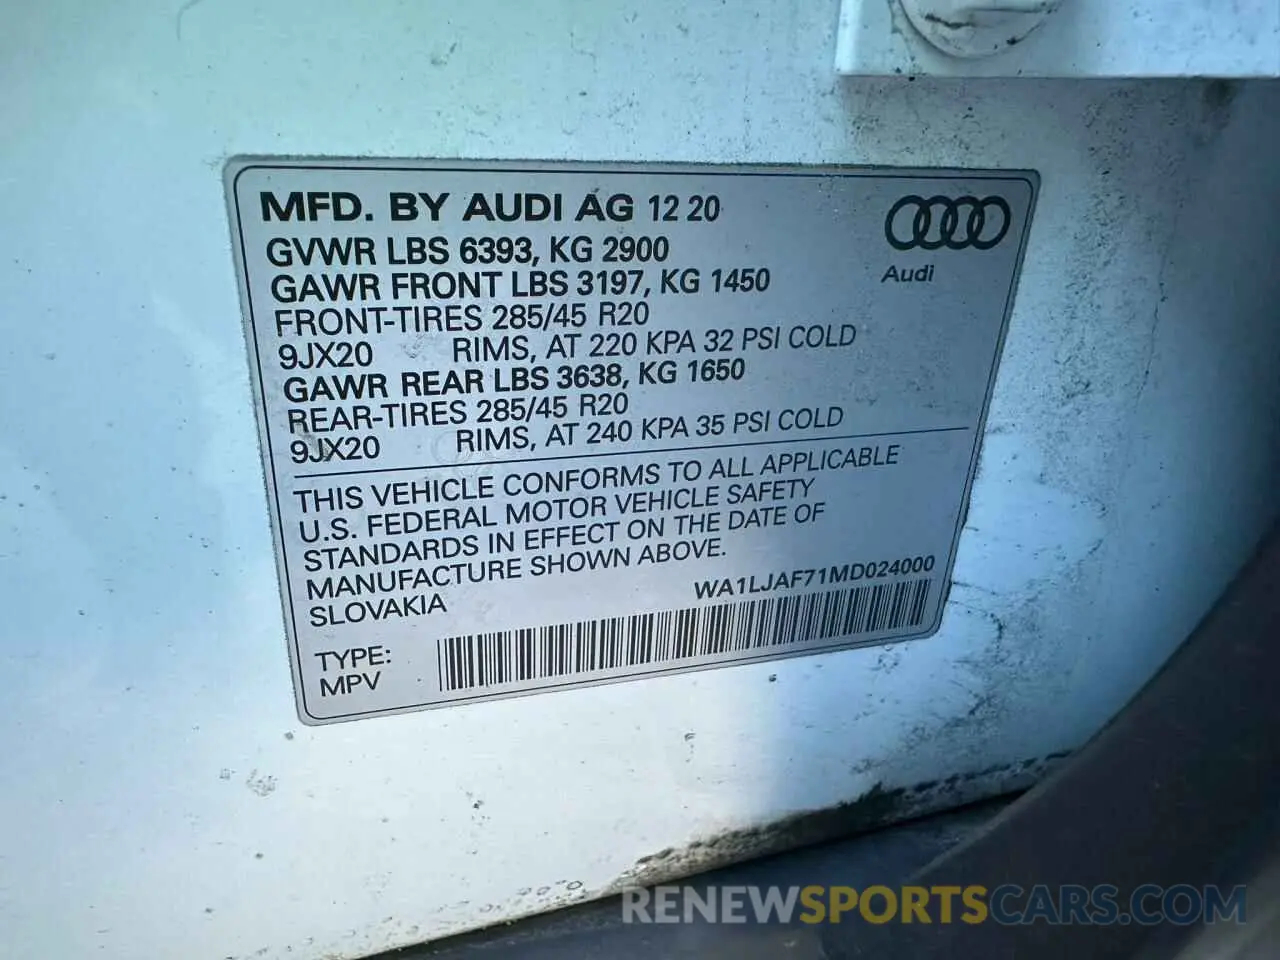 MFD. BY AUDI AG 12 20
GVWR LBS 6393, KG 2900
GAWR FRONT LBS 3197, KG 1450
FRONT-TIRES 285/45 R20
9JX20 RIMS, AT 220 KPA 32 PSI COLD
GAWR REAR LBS 3638, KG 1650
REAR-TIRES 285/45 R20
9JX20 RIMS, AT 240 KPA 35 PSI COLD
Audi
THIS VEHICLE CONFORMS TO ALL APPLICABLE
U.S. FEDERAL MOTOR VEHICLE SAFETY
STANDARDS IN EFFECT ON THE DATE OF
MANUFACTURE SHOWN ABOVE.
SLOVAKIA
WA1LJAF71MD024000
TYPE:
MPV
RENEWSPORTSCARS.COM